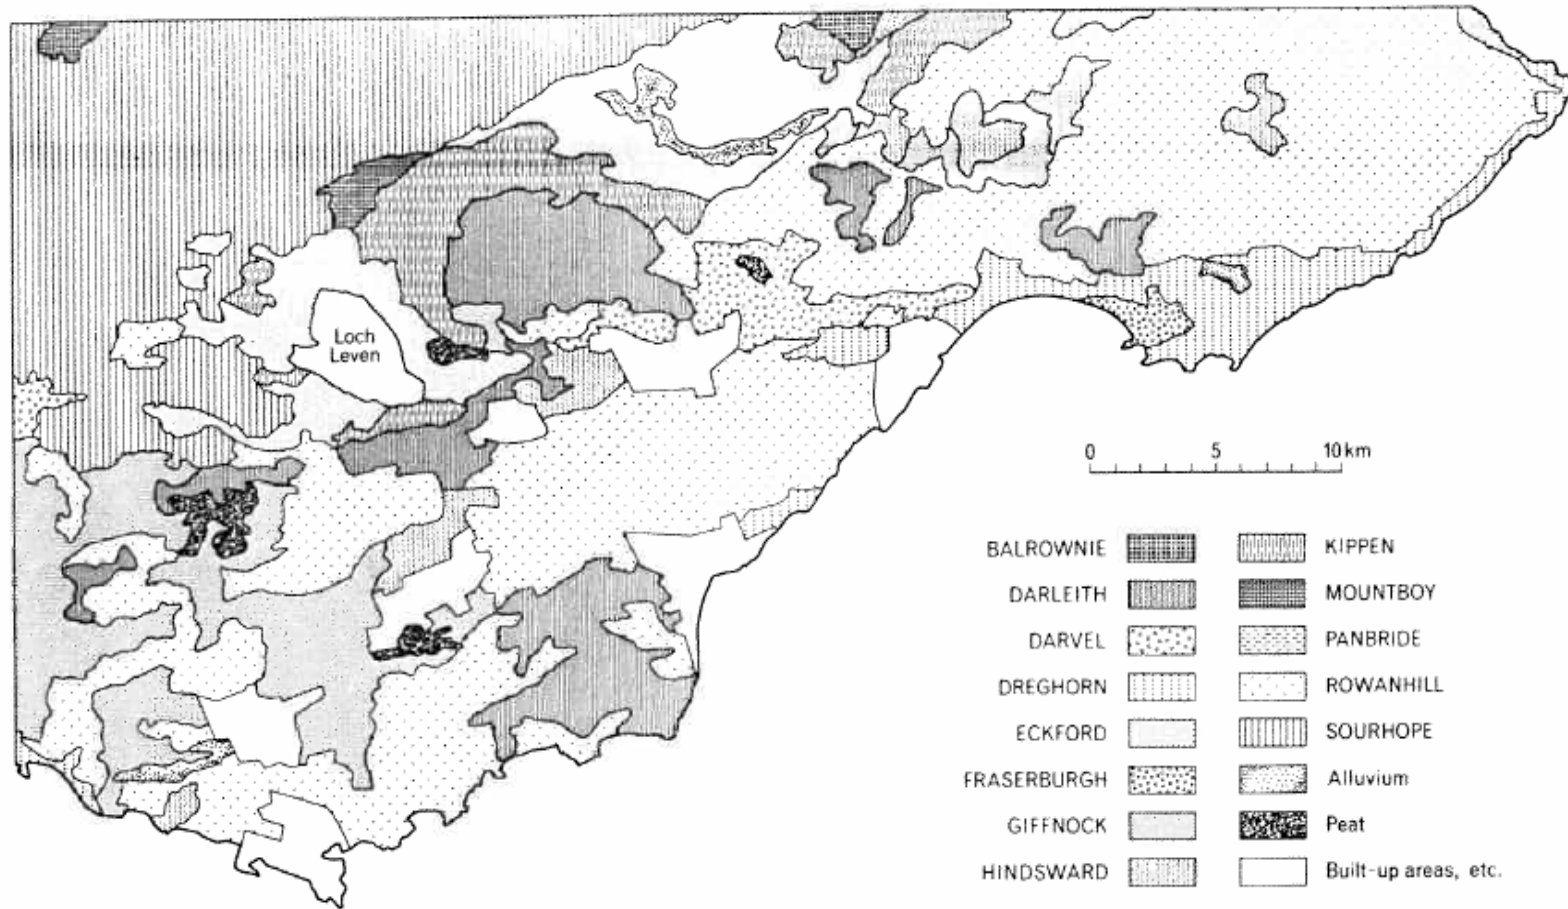 Loch
Leven
0 5 10 km
BALROWNIE KIPPEN
DARLEITH MOUNTBOY
DARVEL PANBRIDE
DREGHORN ROWANHILL
ECKFORD SOURHOPE
FRASERBURGH Alluvium
GIFFNOCK Peat
HINDSWARD Built-up areas, etc.